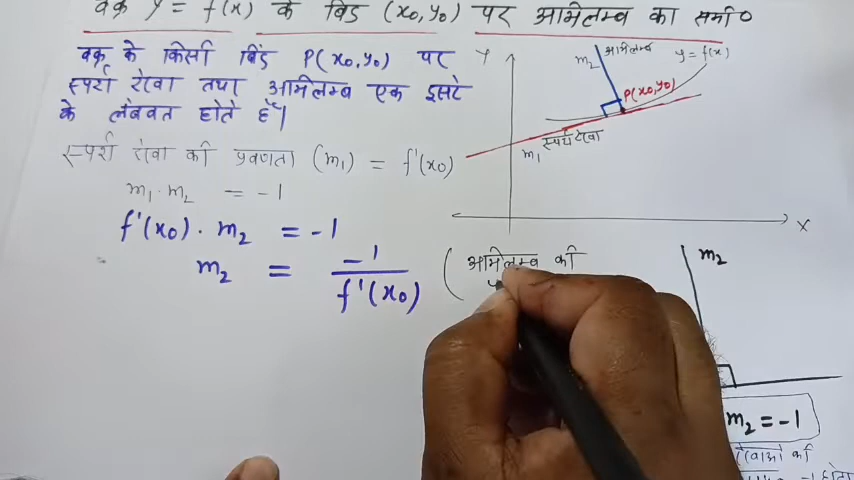 वक्र y = f(x) के बिंदु (x₀, y₀) पर अभिलम्ब का समी०
वक्र के किसी बिंदु P(x₀, y₀) पर
स्पर्श रेखा तथा अभिलम्ब एक दूसरे
के लंबवत होते हैं।
स्पर्श रेखा की प्रवणता (m₁) = f'(x₀)
m₁ · m₂ = -1
f'(x₀) · m₂ = -1
m₂ = -1 / f'(x₀) (अभिलम्ब की
Y
m₂ अभिलम्ब y = f(x)
P(x₀, y₀)
स्पर्श रेखा
m₁
X
m₂
m₂ = -1
रेखाओं की
-1 होता